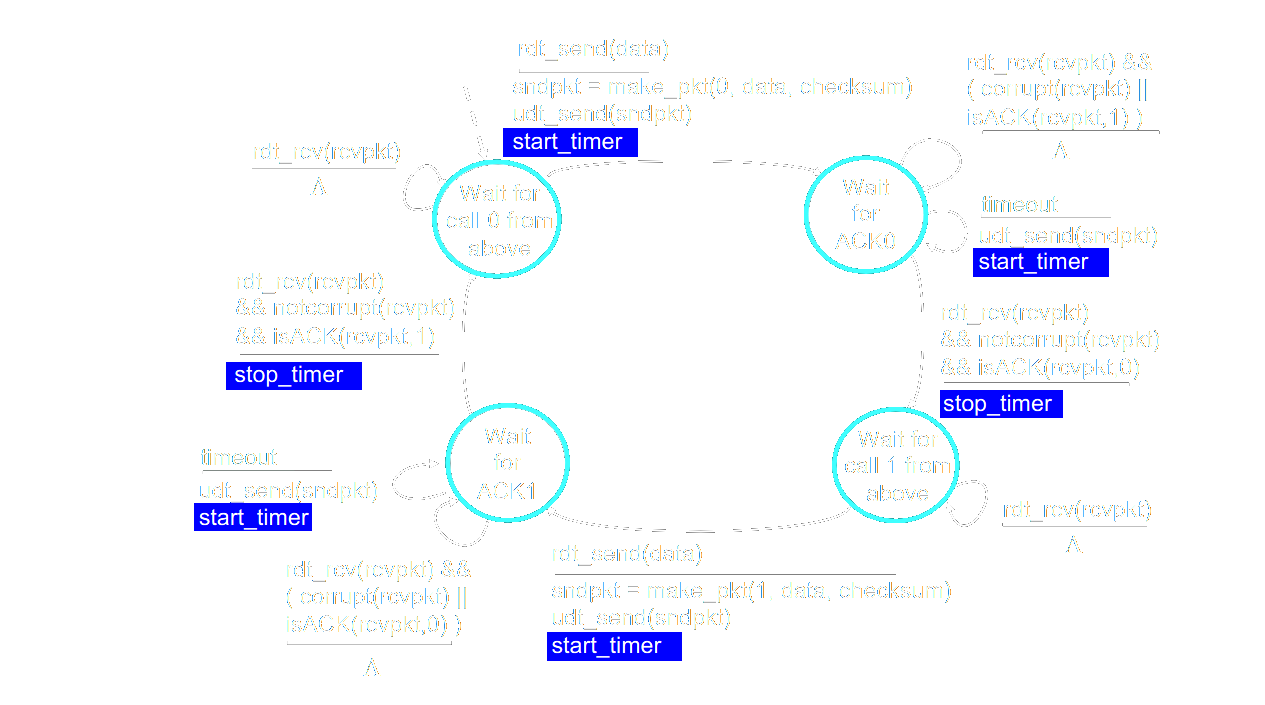 rdt_send(data)
sndpkt = make_pkt(0, data, checksum)
udt_send(sndpkt)
start_timer
rdt_rcv(rcvpkt) &&
( corrupt(rcvpkt) ||
isACK(rcvpkt,1) )
Λ
rdt_rcv(rcvpkt)
Λ
Wait for
call 0 from
above
Wait
for
ACK0
timeout
udt_send(sndpkt)
start_timer
rdt_rcv(rcvpkt)
&& notcorrupt(rcvpkt)
&& isACK(rcvpkt,1)
stop_timer
rdt_rcv(rcvpkt)
&& notcorrupt(rcvpkt)
&& isACK(rcvpkt,0)
stop_timer
Wait
for
ACK1
Wait for
call 1 from
above
timeout
udt_send(sndpkt)
start_timer
rdt_rcv(rcvpkt)
Λ
rdt_rcv(rcvpkt) &&
( corrupt(rcvpkt) ||
isACK(rcvpkt,0) )
Λ
rdt_send(data)
sndpkt = make_pkt(1, data, checksum)
udt_send(sndpkt)
start_timer